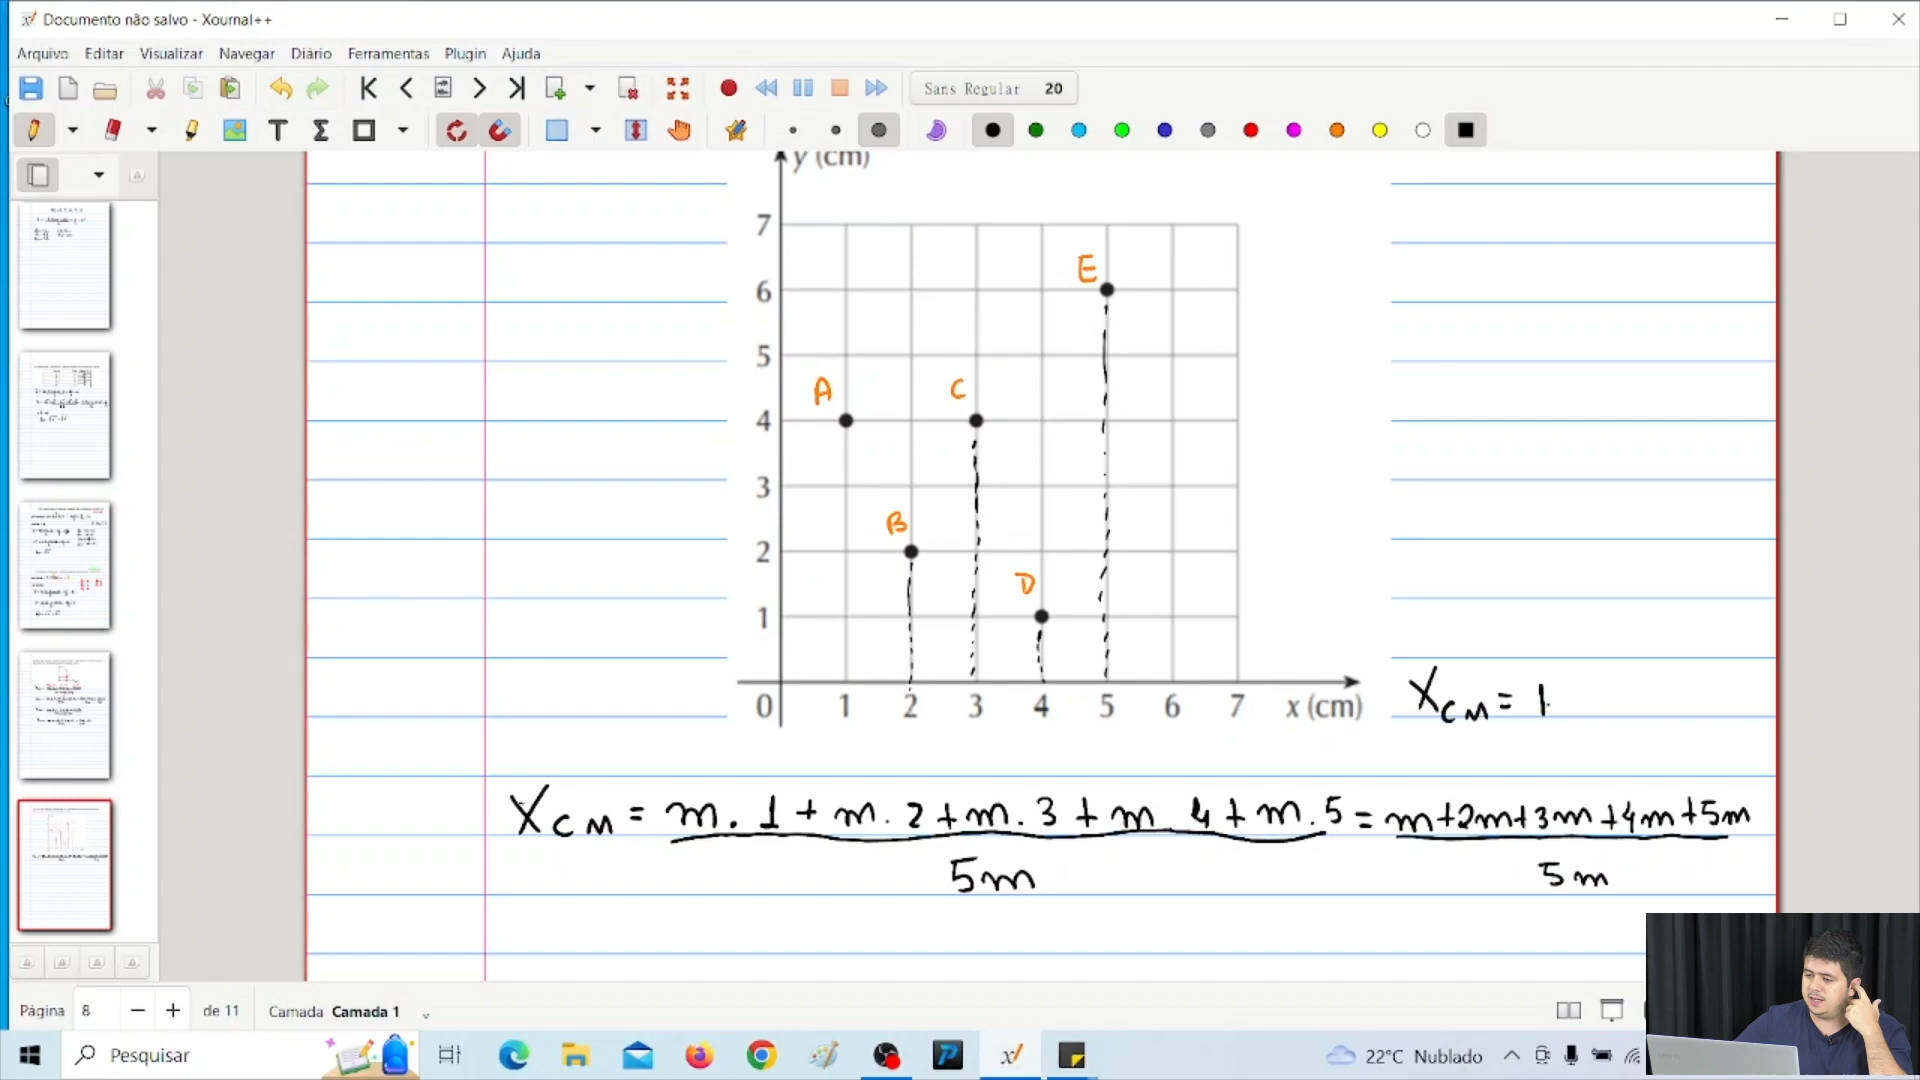 Documento não salvo - Xournal++
Arquivo Editar Visualizar Navegar Diário Ferramentas Plugin Ajuda
Sans Regular 20
y (cm)
7
E
6
5
A C
4
3
B
2
D
1
0 1 2 3 4 5 6 7 x (cm)
XCM = 1
XCM = m. 1 + m. 2 + m. 3 + m 4 + m. 5 = m+2m+3m+4m+5m
5m 5m
Página 8 de 11 Camada Camada 1
Pesquisar 22°C Nublado